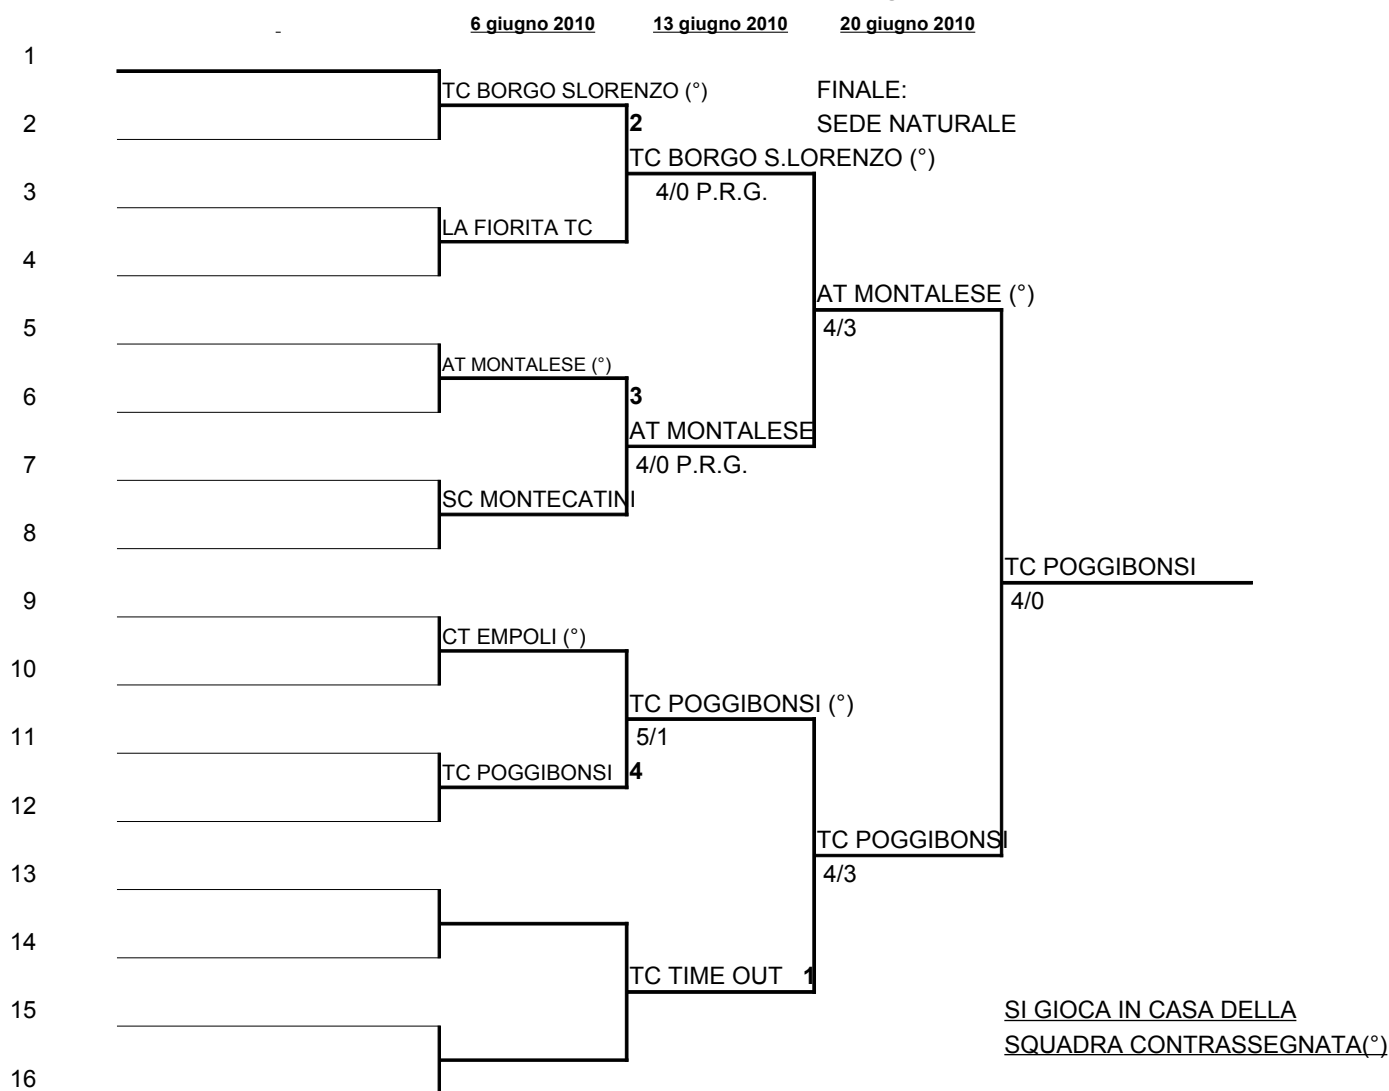 6 giugno 2010 13 giugno 2010 20 giugno 2010
1
TC BORGO SLORENZO (°) FINALE:
2 2 SEDE NATURALE
TC BORGO S.LORENZO (°)
3 4/0 P.R.G.
LA FIORITA TC
4
AT MONTALESE (°)
5 4/3
AT MONTALESE (°)
6 3
AT MONTALESE
7 4/0 P.R.G.
SC MONTECATINI
8
TC POGGIBONSI
9 4/0
CT EMPOLI (°)
10
TC POGGIBONSI (°)
11 5/1
TC POGGIBONSI 4
12
TC POGGIBONSI
13 4/3
14
TC TIME OUT 1
15 SI GIOCA IN CASA DELLA
SQUADRA CONTRASSEGNATA(°)
16